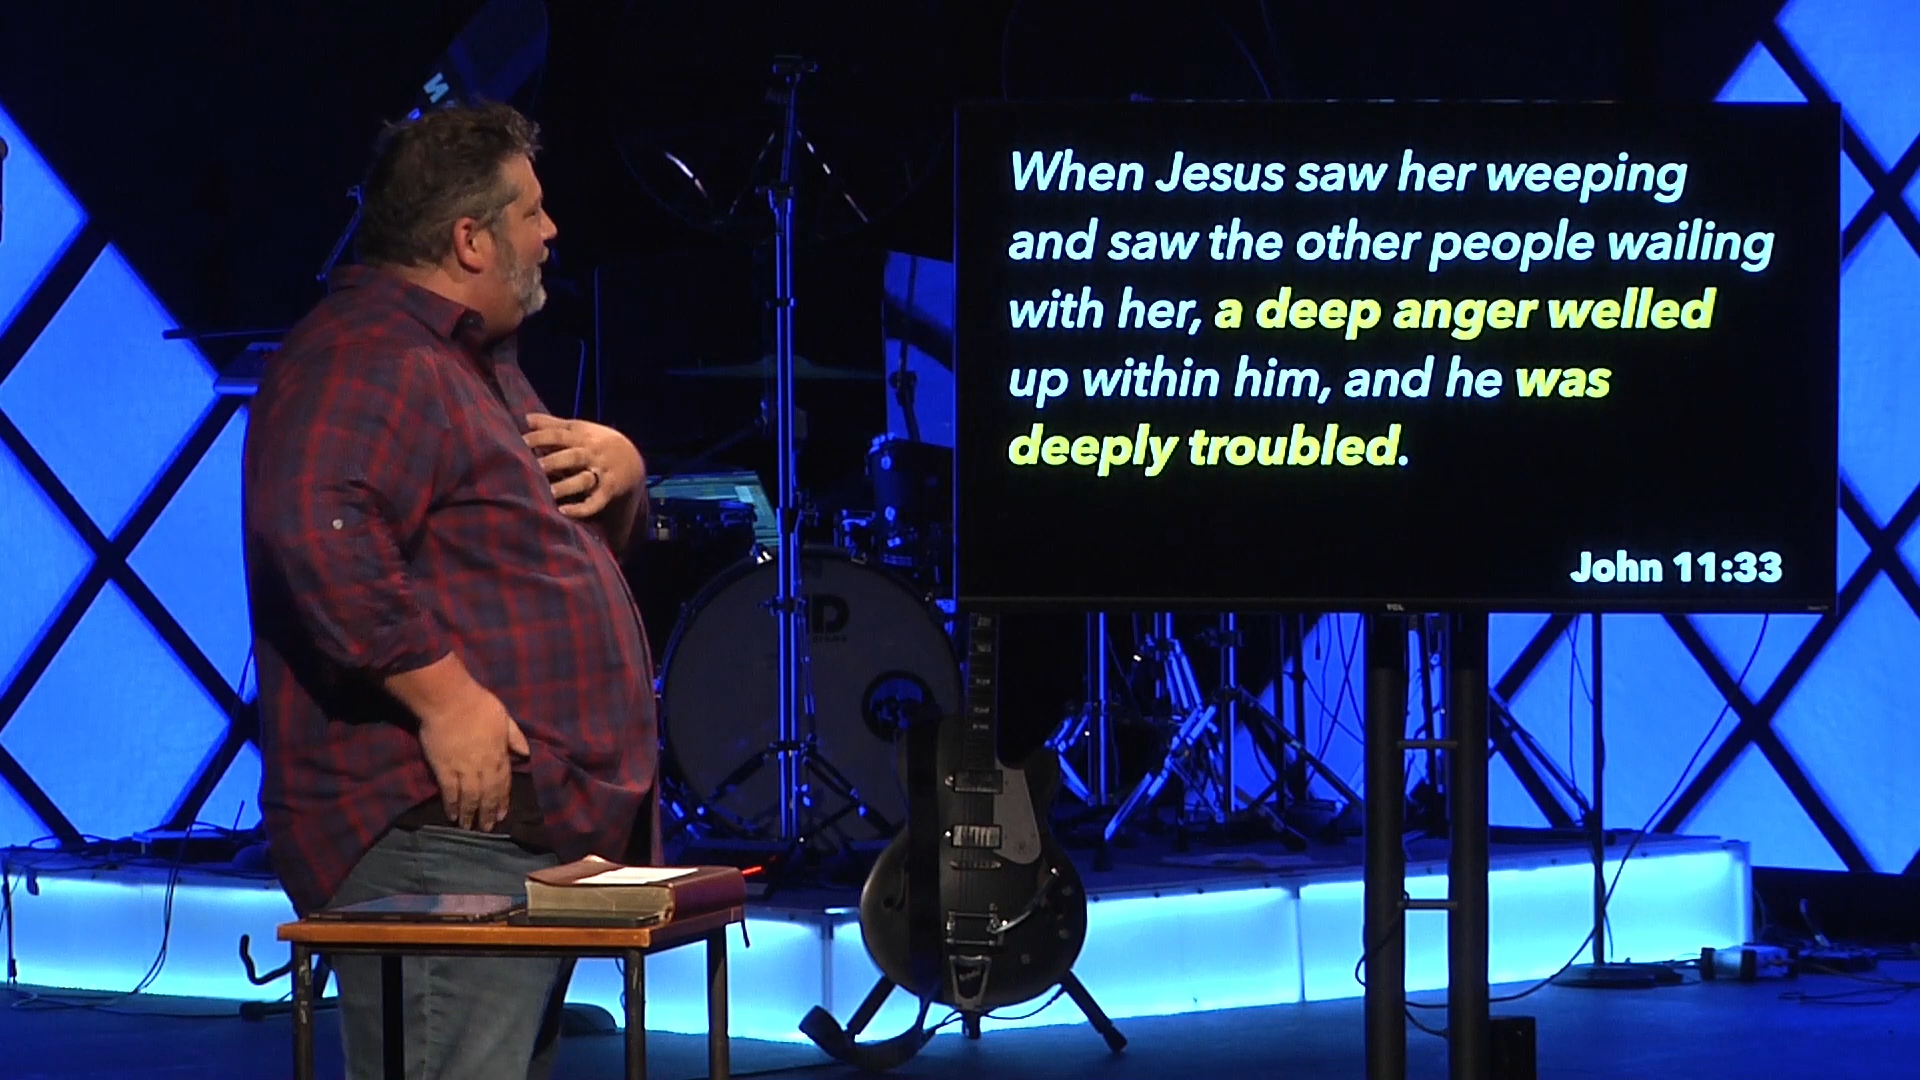 When Jesus saw her weeping
and saw the other people wailing
with her, a deep anger welled
up within him, and he was
deeply troubled.
John 11:33
TCL